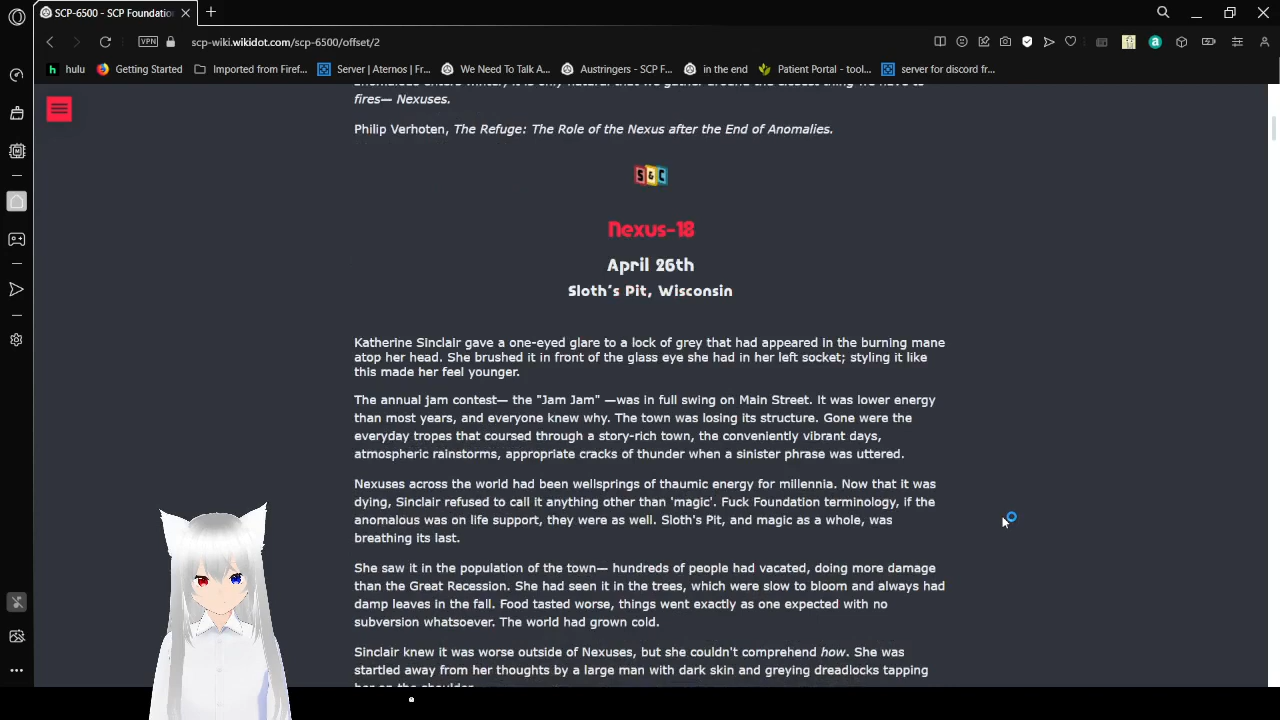 SCP-6500 - SCP Foundatio
scp-wiki.wikidot.com/scp-6500/offset/2
VPN
hulu
Getting Started
Imported from Firef...
Server | Aternos | Fr...
We Need To Talk A...
Austringers - SCP F...
in the end
Patient Portal - tool...
server for discord fr...
fires— Nexuses.
Philip Verhoten, The Refuge: The Role of the Nexus after the End of Anomalies.
S & C
Nexus-18
April 26th
Sloth's Pit, Wisconsin
Katherine Sinclair gave a one-eyed glare to a lock of grey that had appeared in the burning mane
atop her head. She brushed it in front of the glass eye she had in her left socket; styling it like
this made her feel younger.
The annual jam contest— the "Jam Jam" —was in full swing on Main Street. It was lower energy
than most years, and everyone knew why. The town was losing its structure. Gone were the
everyday tropes that coursed through a story-rich town, the conveniently vibrant days,
atmospheric rainstorms, appropriate cracks of thunder when a sinister phrase was uttered.
Nexuses across the world had been wellsprings of thaumic energy for millennia. Now that it was
dying, Sinclair refused to call it anything other than 'magic'. Fuck Foundation terminology, if the
anomalous was on life support, they were as well. Sloth's Pit, and magic as a whole, was
breathing its last.
She saw it in the population of the town— hundreds of people had vacated, doing more damage
than the Great Recession. She had seen it in the trees, which were slow to bloom and always had
damp leaves in the fall. Food tasted worse, things went exactly as one expected with no
subversion whatsoever. The world had grown cold.
Sinclair knew it was worse outside of Nexuses, but she couldn't comprehend how. She was
startled away from her thoughts by a large man with dark skin and greying dreadlocks tapping
her on the shoulder.